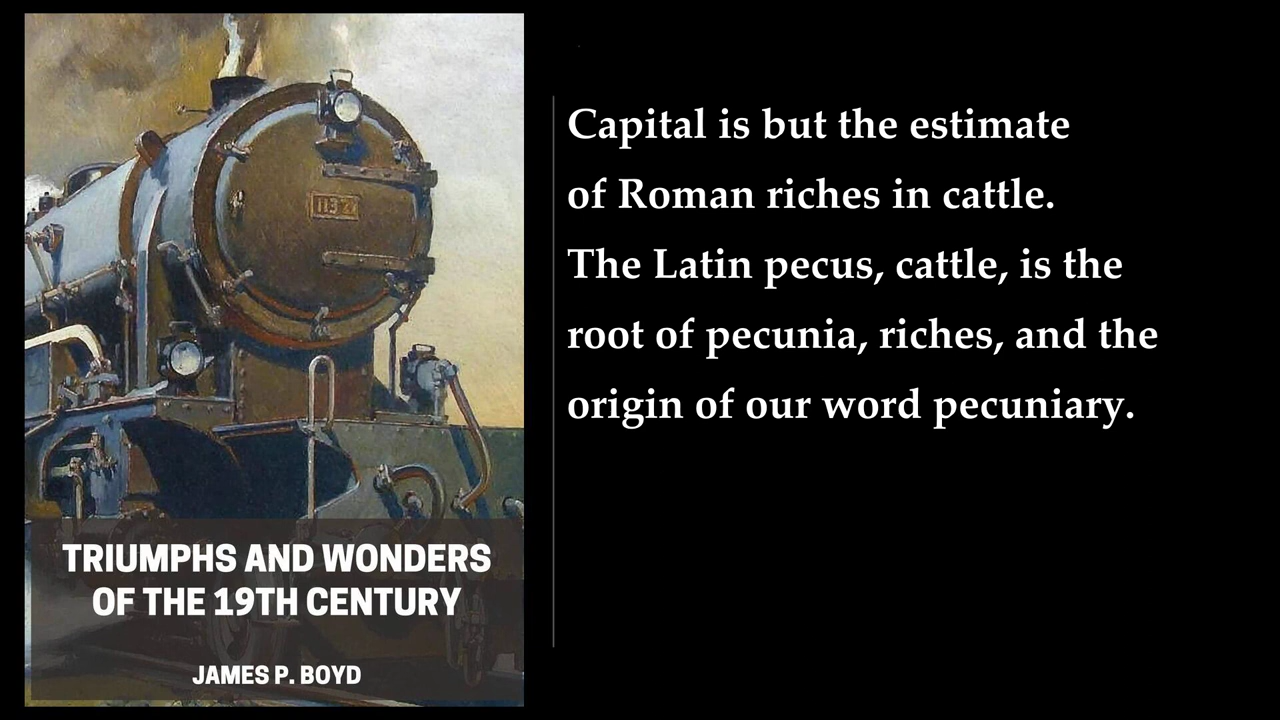 Capital is but the estimate
of Roman riches in cattle.
The Latin pecus, cattle, is the
root of pecunia, riches, and the
origin of our word pecuniary.
TRIUMPHS AND WONDERS
OF THE 19TH CENTURY
JAMES P. BOYD